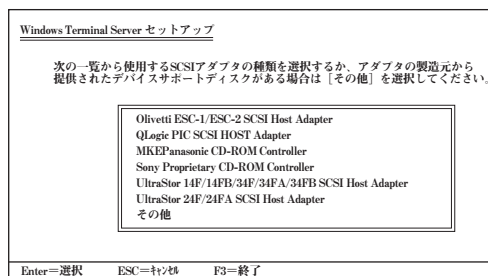 Windows Terminal Server セットアップ
次の一覧から使用するSCSIアダプタの種類を選択するか、アダプタの製造元から
提供されたデバイスサポートディスクがある場合は［その他］を選択してください。
Olivetti ESC-1/ESC-2 SCSI Host Adapter
QLogic PIC SCSI HOST Adapter
MKEPanasonic CD-ROM Controller
Sony Proprietary CD-ROM Controller
UltraStor 14F/14FB/34F/34FA/34FB SCSI Host Adapter
UltraStor 24F/24FA SCSI Host Adapter
その他
Enter＝選択 ESC＝ｷｬﾝｾﾙ F3＝終了